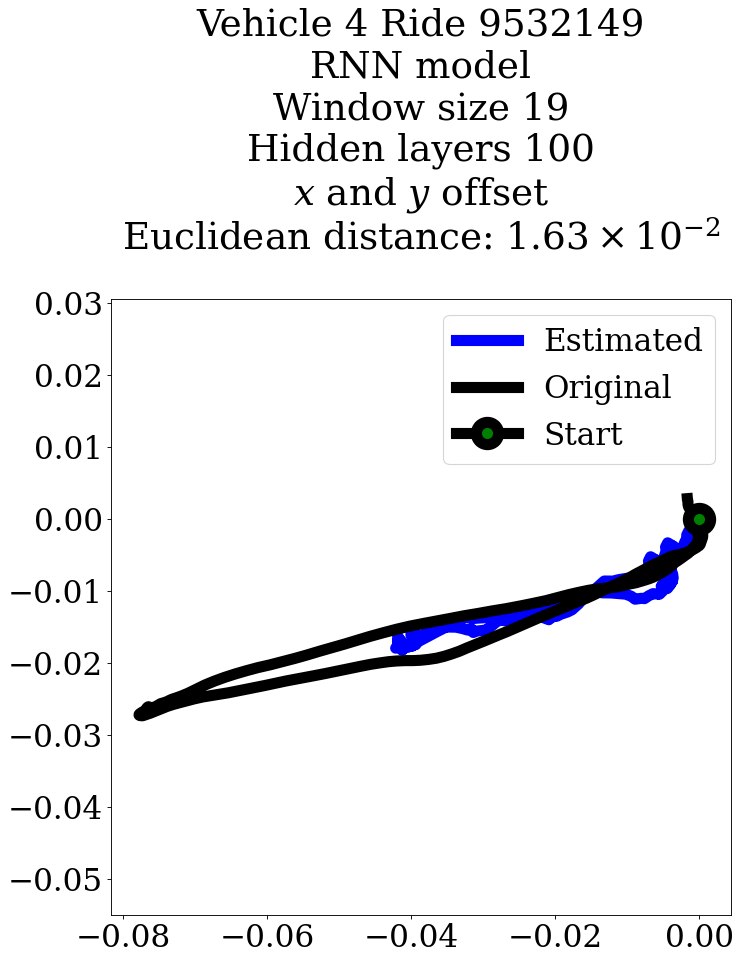 Vehicle 4 Ride 9532149
RNN model
Window size 19
Hidden layers 100
x and y offset
Euclidean distance: 1.63 × 10⁻²
Estimated
Original
Start
0.03
0.02
0.01
0.00
−0.01
−0.02
−0.03
−0.04
−0.05
−0.08 −0.06 −0.04 −0.02 0.00